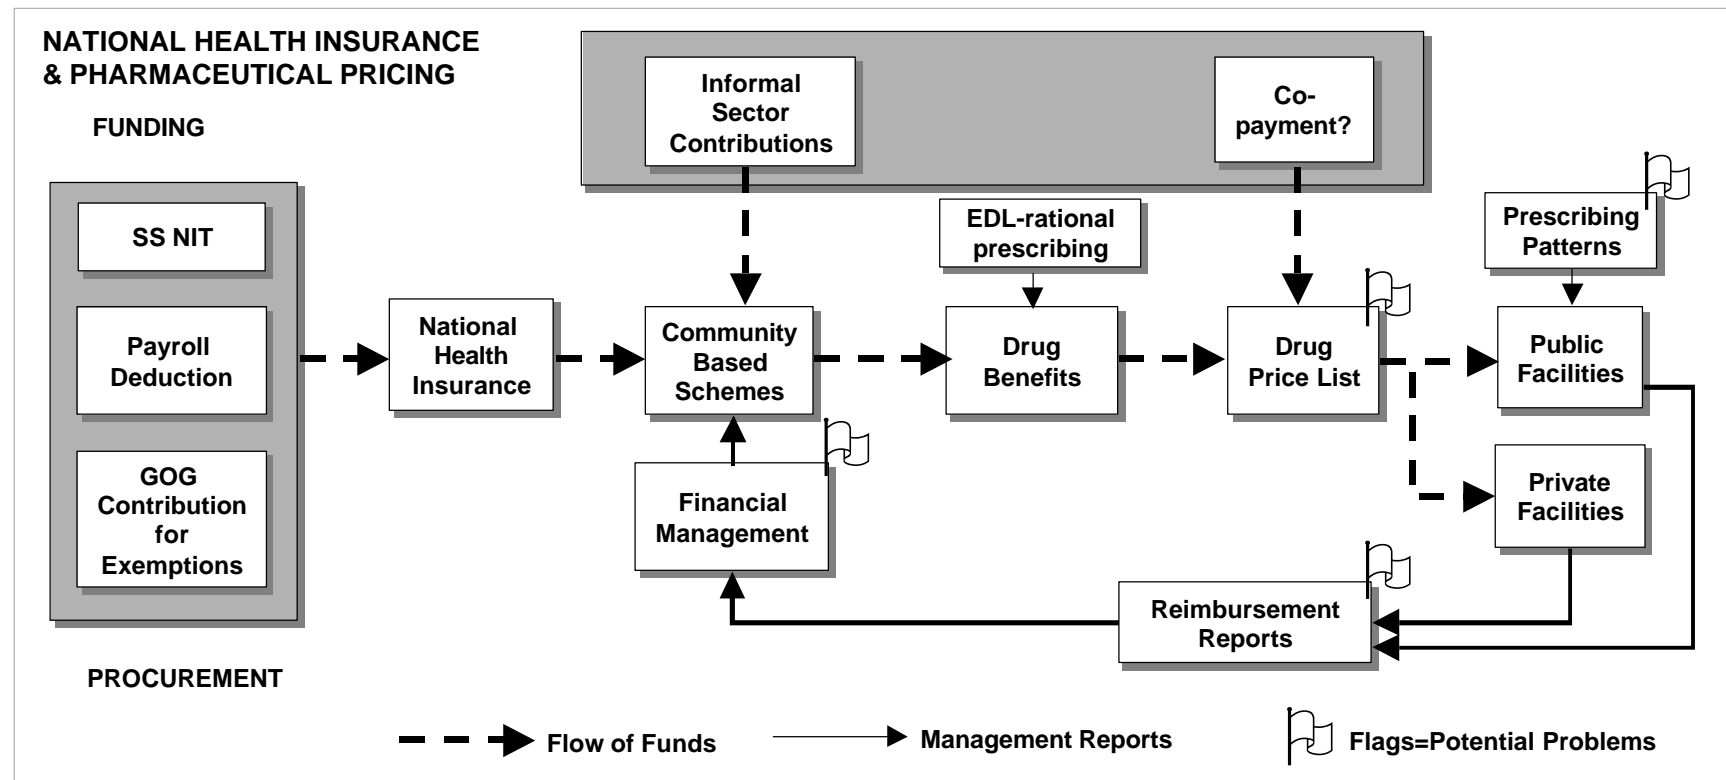 NATIONAL HEALTH INSURANCE
& PHARMACEUTICAL PRICING
FUNDING
Informal
Sector
Contributions
Co-
payment?
SS NIT
Payroll
Deduction
GOG
Contribution
for
Exemptions
National
Health
Insurance
Community
Based
Schemes
EDL-rational
prescribing
Drug
Benefits
Drug
Price List
Prescribing
Patterns
Public
Facilities
Private
Facilities
Financial
Management
Reimbursement
Reports
PROCUREMENT
Flow of Funds
Management Reports
Flags=Potential Problems